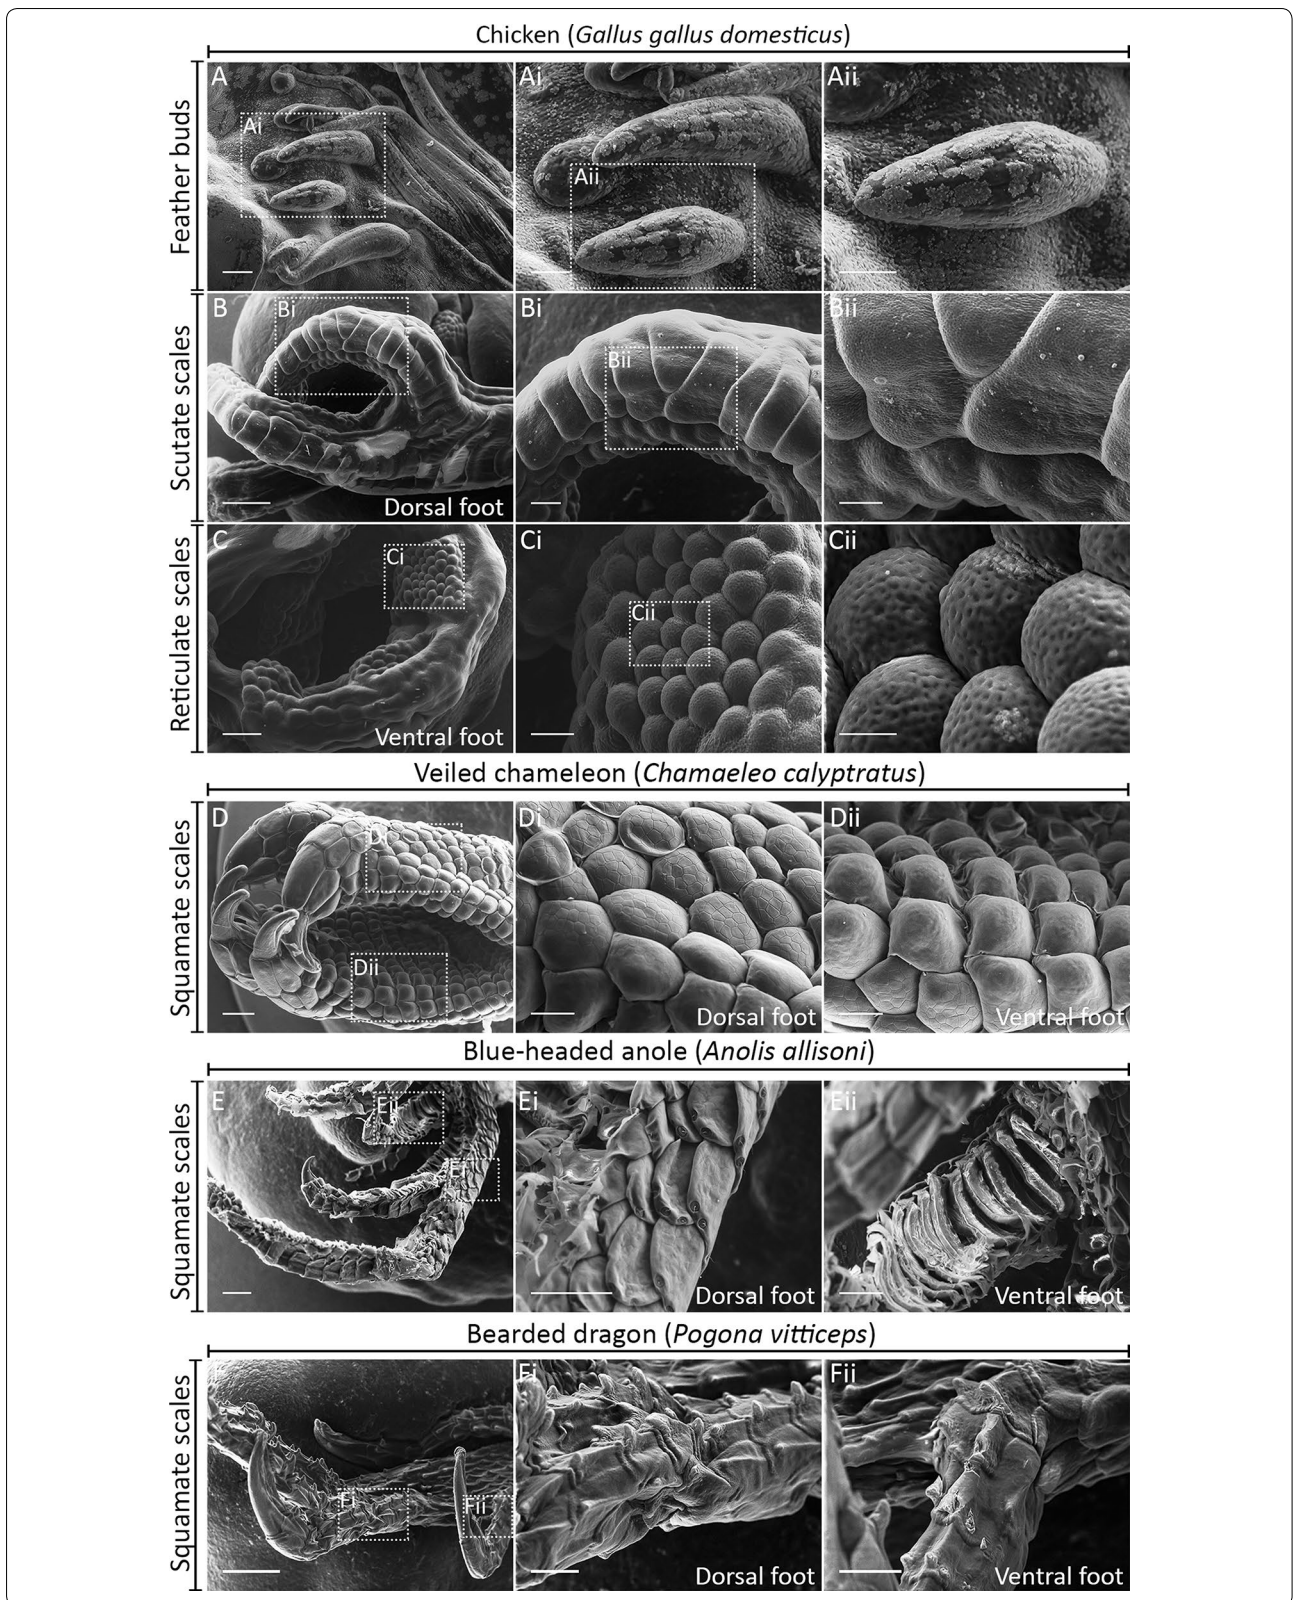 Chicken (Gallus gallus domesticus)
Feather buds
A
Ai
Ai
Aii
Aii
Scutate scales
B
Bi
Dorsal foot
Bi
Bii
Bii
Reticulate scales
C
Ci
Ventral foot
Ci
Cii
Cii
Veiled chameleon (Chamaeleo calyptratus)
Squamate scales
D
Dii
Di
Dorsal foot
Dii
Ventral foot
Blue-headed anole (Anolis allisoni)
Squamate scales
E
Eii
Ei
Ei
Dorsal foot
Eii
Ventral foot
Bearded dragon (Pogona vitticeps)
Squamate scales
Fi
Fii
Fi
Dorsal foot
Fii
Ventral foot